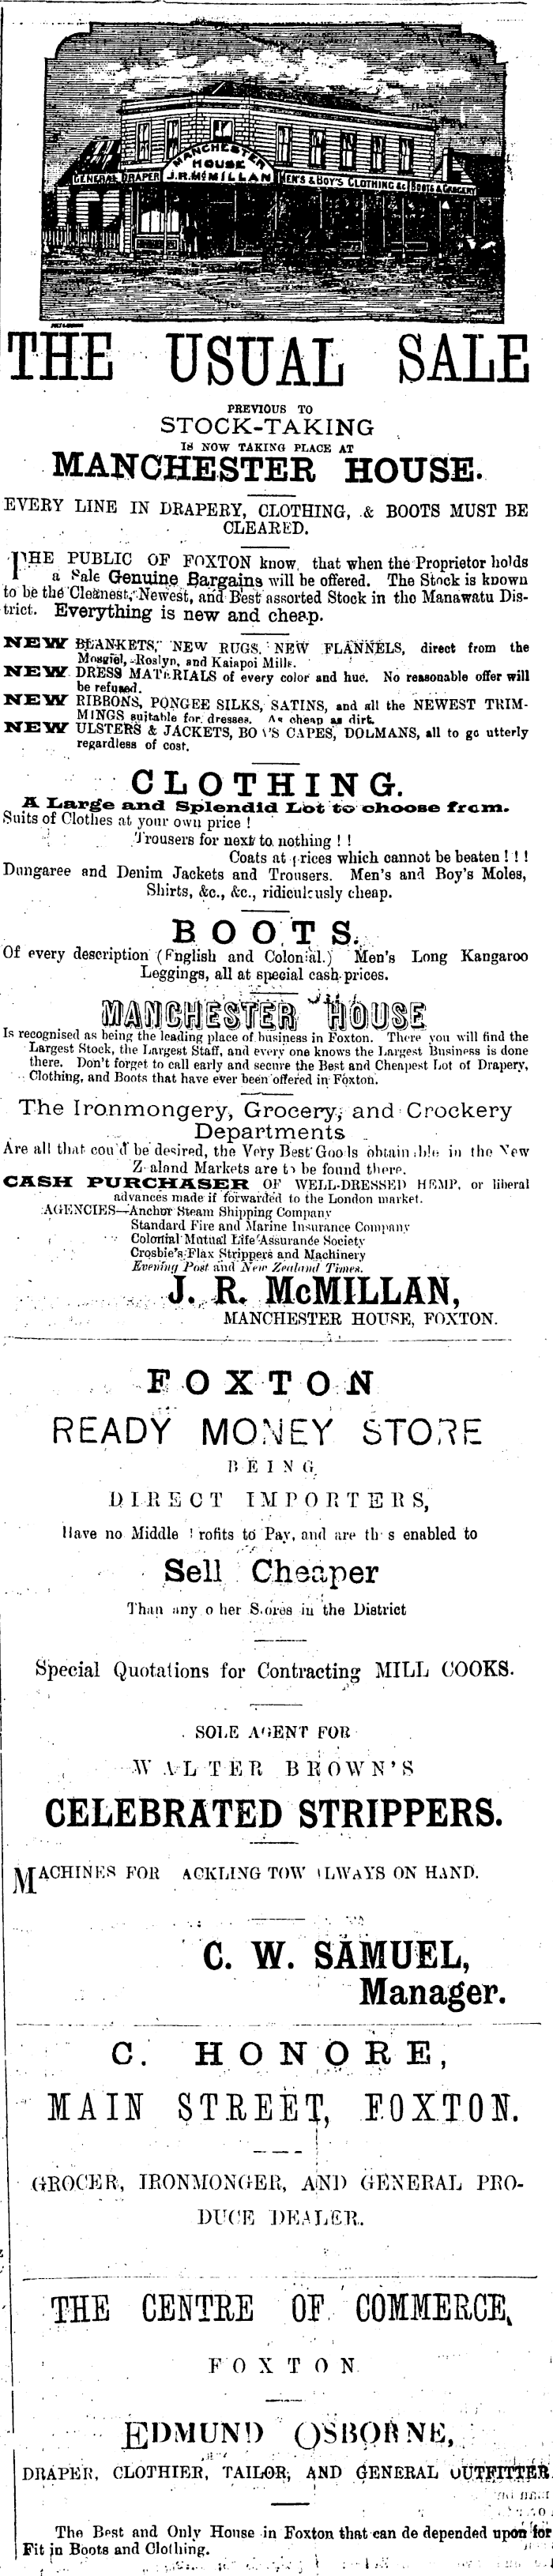 MANCHESTER
HOUSE
GENERAL DRAPER J.R.McMILLAN MEN'S & BOY'S CLOTHING &c BOOTS & GROCERY
THE USUAL SALE
PREVIOUS TO
STOCK-TAKING
IS NOW TAKING PLACE AT
MANCHESTER HOUSE.
EVERY LINE IN DRAPERY, CLOTHING, & BOOTS MUST BE
CLEARED.
THE PUBLIC OF FOXTON know that when the Proprietor holds
a Sale Genuine Bargains will be offered. The Stock is known
to be the Cleanest, Newest, and Best assorted Stock in the Manawatu Dis-
trict. Everything is new and cheap.
NEW BLANKETS, NEW RUGS, NEW FLANNELS, direct from the
Mosgiel, Roslyn, and Kaiapoi Mills.
NEW DRESS MATERIALS of every color and hue. No reasonable offer will
be refused.
NEW RIBBONS, PONGEE SILKS, SATINS, and all the NEWEST TRIM-
MINGS suitable for dresses. As cheap as dirt.
NEW ULSTERS & JACKETS, BOY'S CAPES, DOLMANS, all to go utterly
regardless of cost.
CLOTHING.
A Large and Splendid Lot to choose from.
Suits of Clothes at your own price !
Trousers for next to nothing ! !
Coats at prices which cannot be beaten ! ! !
Dungaree and Denim Jackets and Trousers. Men's and Boy's Moles,
Shirts, &c., &c., ridiculcusly cheap.
BOOTS.
Of every description (English and Colonial.) Men's Long Kangaroo
Leggings, all at special cash prices.
MANCHESTER HOUSE
Is recognised as being the leading place of business in Foxton. There you will find the
Largest Stock, the Largest Staff, and every one knows the Largest Business is done
there. Don't forget to call early and secure the Best and Cheapest Lot of Drapery,
Clothing, and Boots that have ever been offered in Foxton.
The Ironmongery, Grocery, and Crockery
Departments
Are all that could be desired, the Very Best Goods obtainable in the New
Zealand Markets are to be found there.
CASH PURCHASER OF WELL-DRESSED HEMP, or liberal
advances made if forwarded to the London market.
AGENCIES—Anchor Steam Shipping Company
Standard Fire and Marine Insurance Company
Colonial Mutual Life Assurance Society
Crosbie's Flax Strippers and Machinery
Evening Post and New Zealand Times.
J. R. McMILLAN,
MANCHESTER HOUSE, FOXTON.
FOXTON
READY MONEY STORE
BEING
DIRECT IMPORTERS,
Have no Middle Profits to Pay, and are thus enabled to
Sell Cheaper
Than any other Stores in the District
Special Quotations for Contracting MILL COOKS.
SOLE AGENT FOR
WALTER BROWN'S
CELEBRATED STRIPPERS.
MACHINES FOR ACKLING TOW ALWAYS ON HAND.
C. W. SAMUEL,
Manager.
C. HONORE,
MAIN STREET, FOXTON.
GROCER, IRONMONGER, AND GENERAL PRO-
DUCE DEALER.
THE CENTRE OF COMMERCE,
FOXTON
EDMUND OSBORNE,
DRAPER, CLOTHIER, TAILOR, AND GENERAL OUTFITTER
The Best and Only House in Foxton that can de depended upon for
Fit in Boots and Clothing.